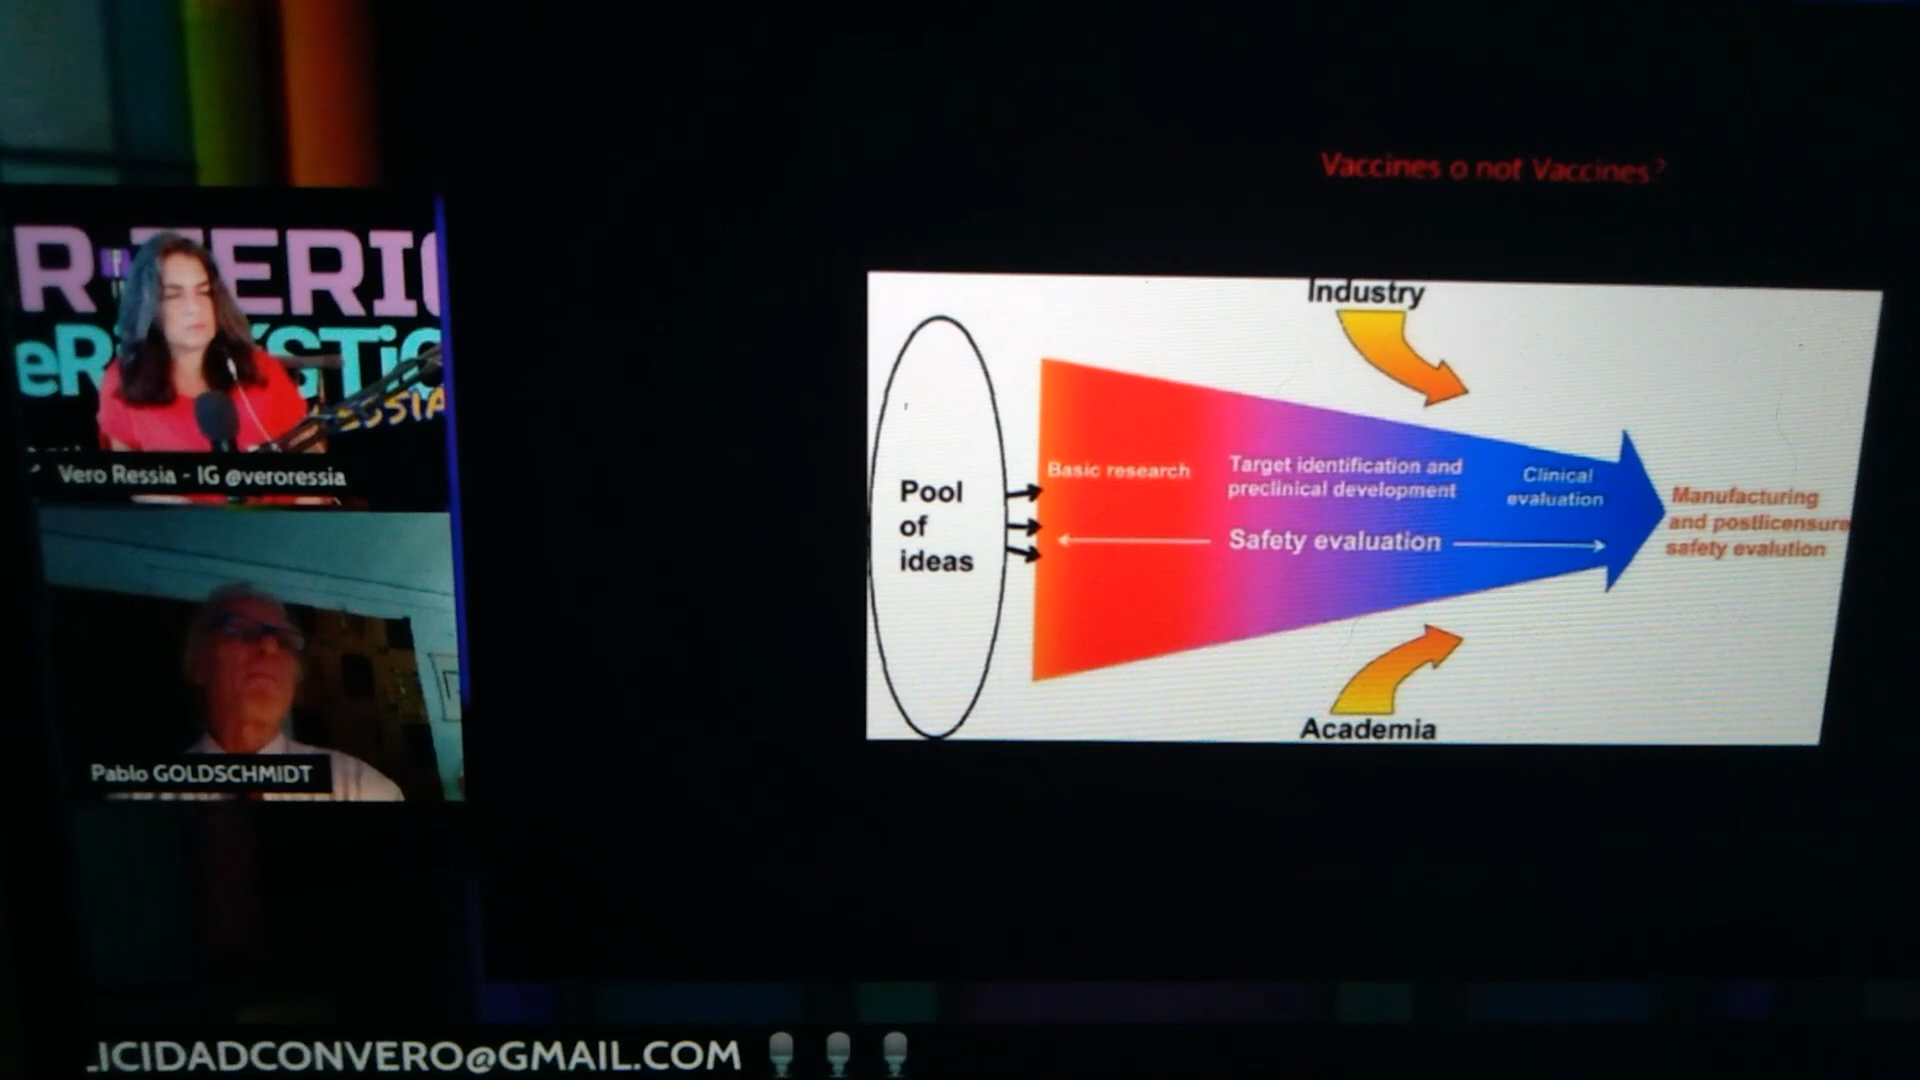 Vaccines o not Vaccines?
Vero Ressia - IG @veroressia
Pablo GOLDSCHMIDT
Industry
Pool
of
ideas
Basic research
Target identification and
preclinical development
Clinical
evaluation
Safety evaluation
Manufacturing
and postlicensure
safety evalution
Academia
ICIDADCONVERO@GMAIL.COM